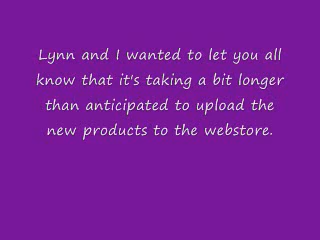 Lynn and I wanted to let you all
know that it's taking a bit longer
than anticipated to upload the
new products to the webstore.